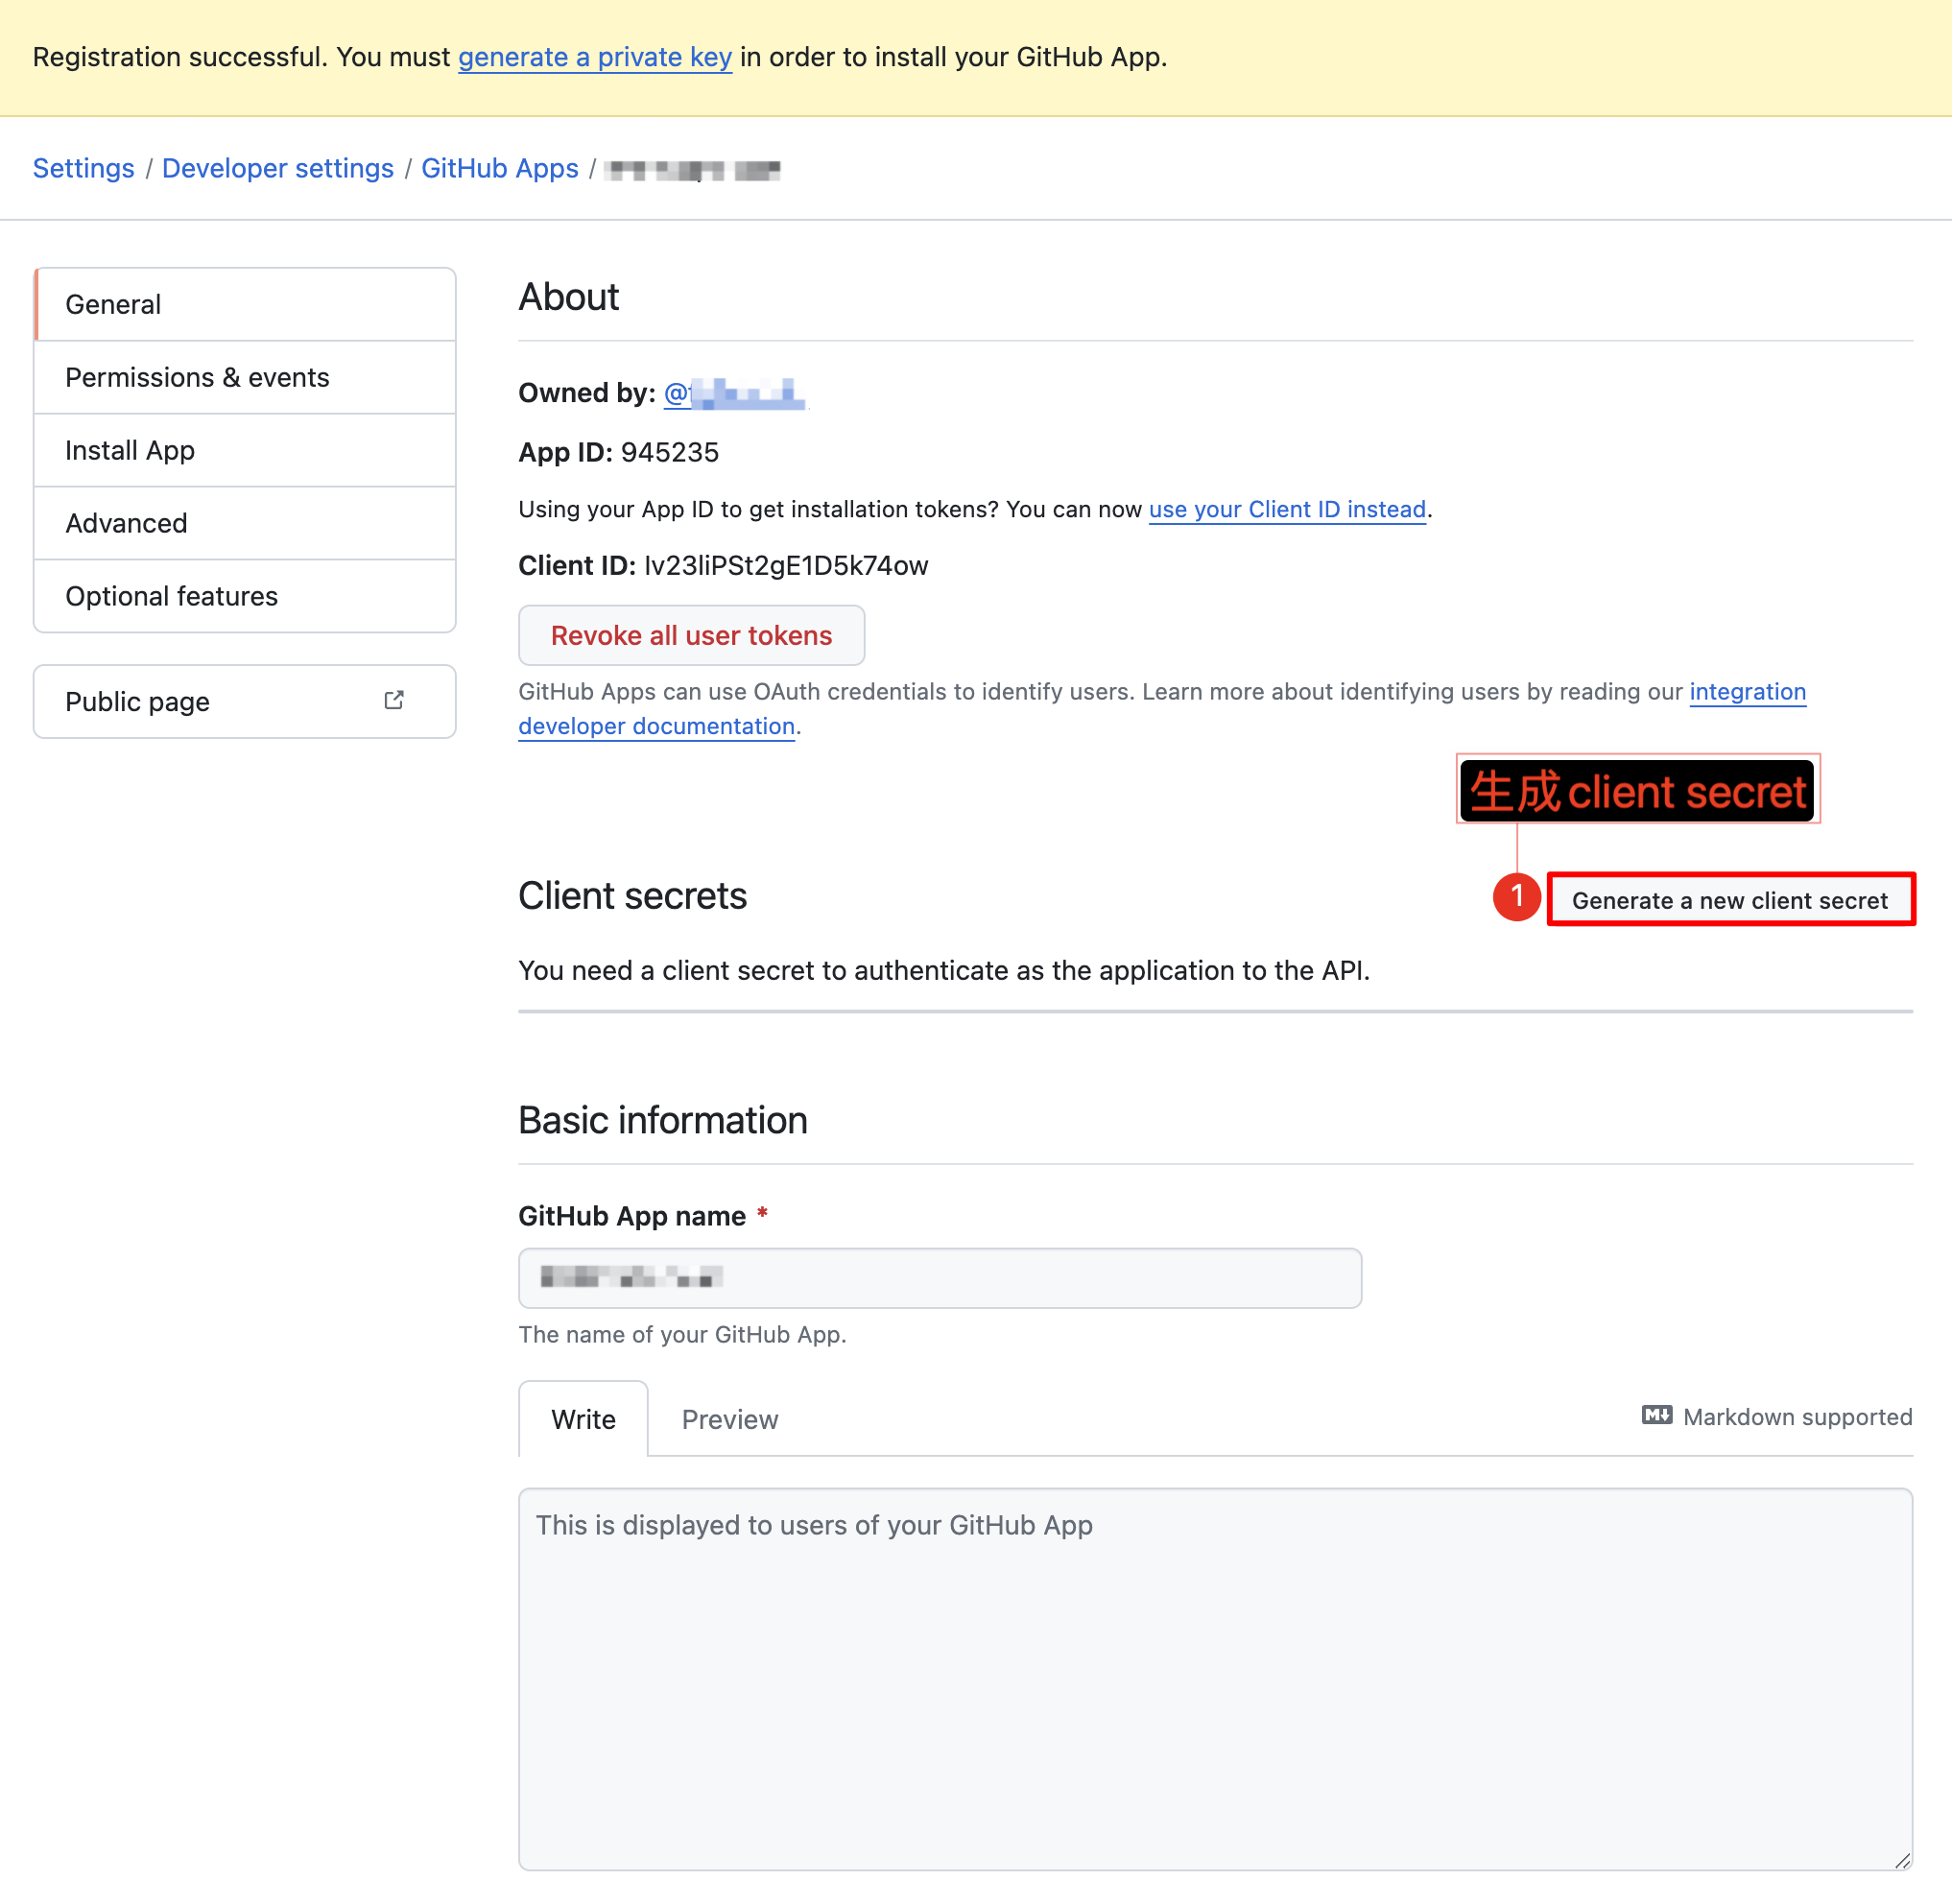 Registration successful. You must generate a private key in order to install your GitHub App.
Settings / Developer settings / GitHub Apps /
General
Permissions & events
Install App
Advanced
Optional features
Public page
About
Owned by: @
App ID: 945235
Using your App ID to get installation tokens? You can now use your Client ID instead.
Client ID: Iv23liPSt2gE1D5k74ow
Revoke all user tokens
GitHub Apps can use OAuth credentials to identify users. Learn more about identifying users by reading our integration
developer documentation.
生成client secret
Client secrets
1
Generate a new client secret
You need a client secret to authenticate as the application to the API.
Basic information
GitHub App name *
The name of your GitHub App.
Write
Preview
Markdown supported
This is displayed to users of your GitHub App